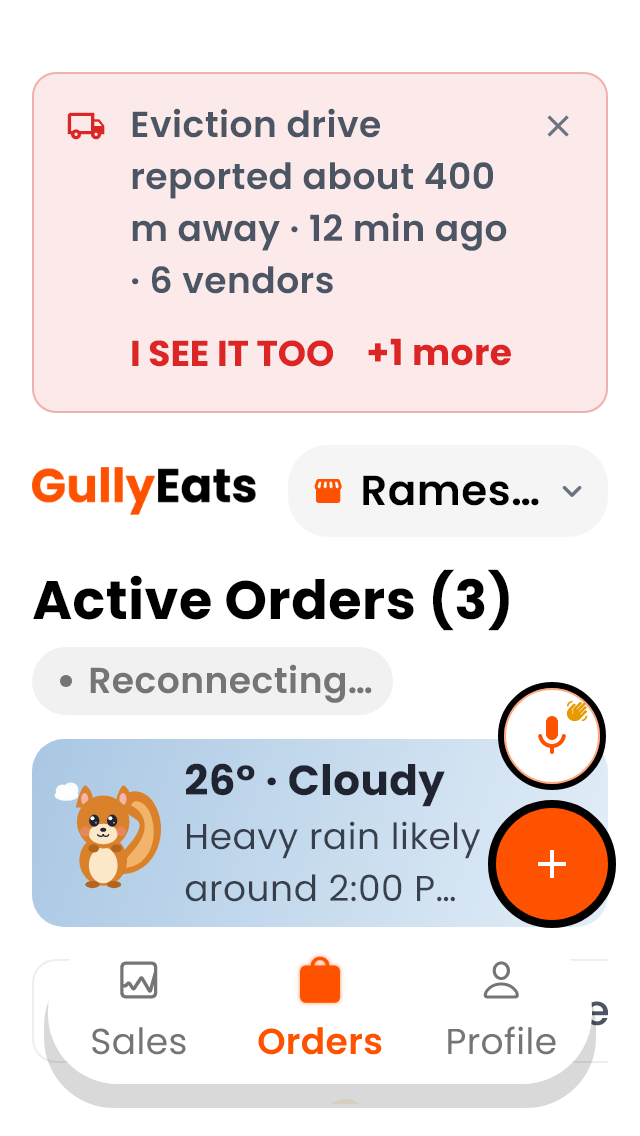 Eviction drive
reported about 400
m away · 12 min ago
· 6 vendors
I SEE IT TOO +1 more
GullyEats
Rames...
Active Orders (3)
Reconnecting...
26° · Cloudy
Heavy rain likely
around 2:00 P...
Sales
Orders
Profile